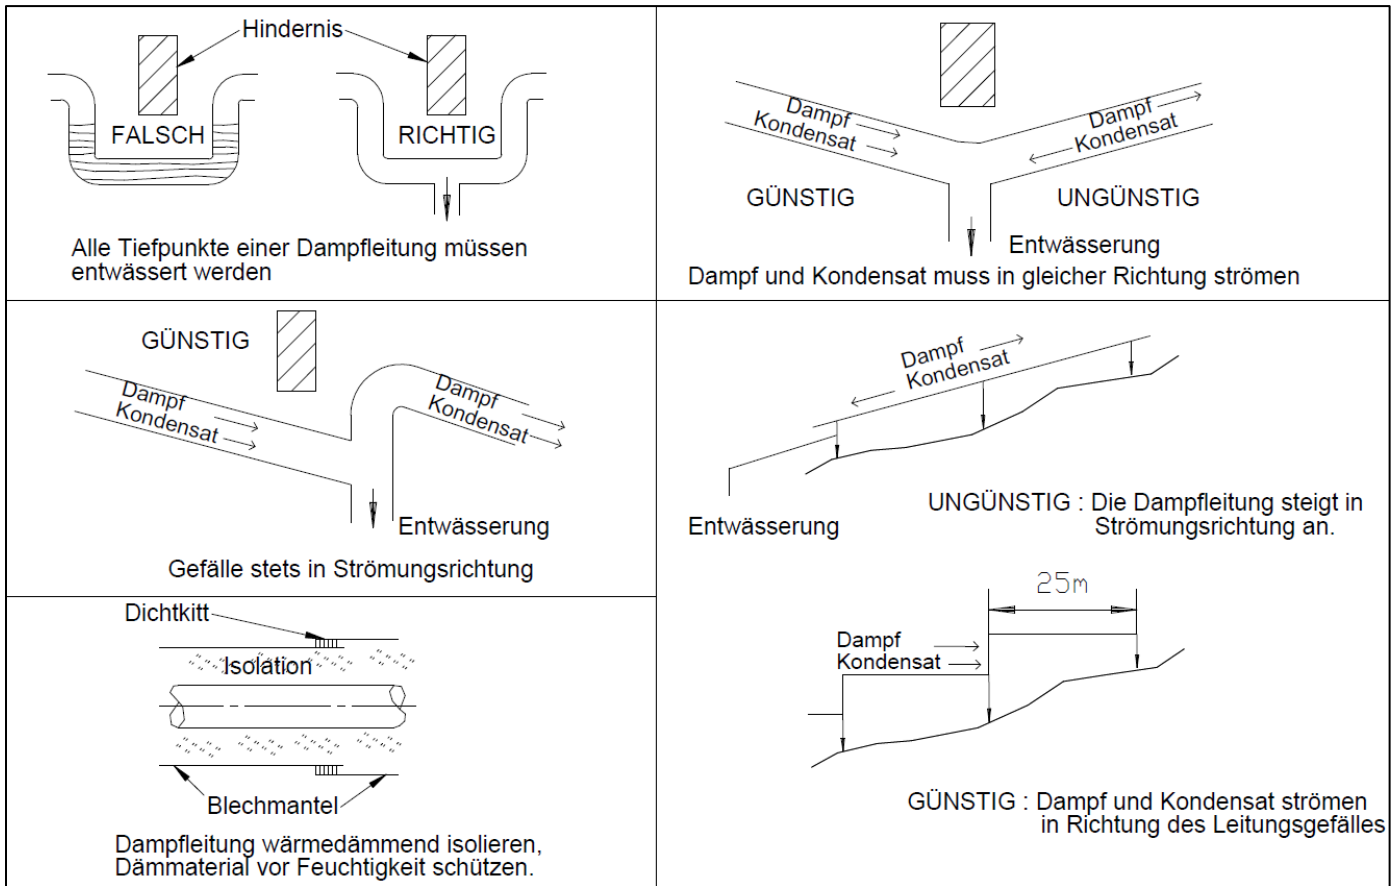 Hindernis
FALSCH
RICHTIG
Alle Tiefpunkte einer Dampfleitung müssen
entwässert werden
Dampf
Kondensat
Dampf
Kondensat
GÜNSTIG
UNGÜNSTIG
Entwässerung
Dampf und Kondensat muss in gleicher Richtung strömen
GÜNSTIG
Dampf
Kondensat
Dampf
Kondensat
Entwässerung
Gefälle stets in Strömungsrichtung
Dampf
Kondensat
Entwässerung
UNGÜNSTIG : Die Dampfleitung steigt in
Strömungsrichtung an.
25m
Dampf
Kondensat
GÜNSTIG : Dampf und Kondensat strömen
in Richtung des Leitungsgefälles
Dichtkitt
Isolation
Blechmantel
Dampfleitung wärmedämmend isolieren,
Dämmaterial vor Feuchtigkeit schützen.